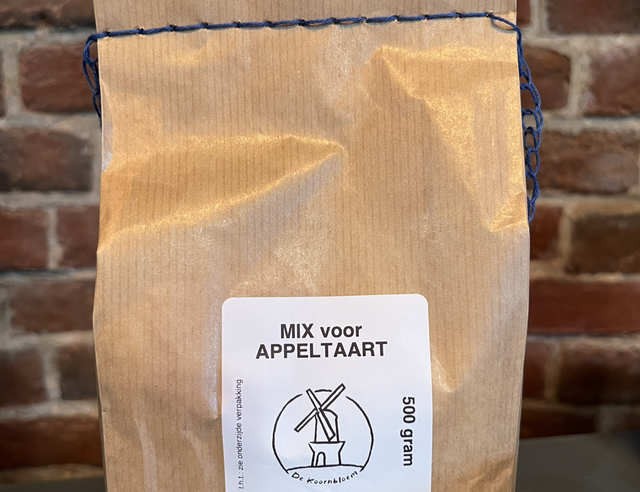 MIX voor
APPELTAART
t.h.t.: zie onderzijde verpakking
500 gram
De Koornbloem